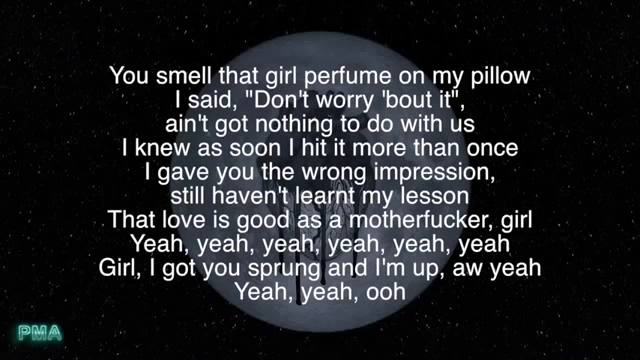 You smell that girl perfume on my pillow
I said, "Don't worry 'bout it",
ain't got nothing to do with us
I knew as soon I hit it more than once
I gave you the wrong impression,
still haven't learnt my lesson
That love is good as a motherfucker, girl
Yeah, yeah, yeah, yeah, yeah, yeah
Girl, I got you sprung and I'm up, aw yeah
Yeah, yeah, ooh
PMA